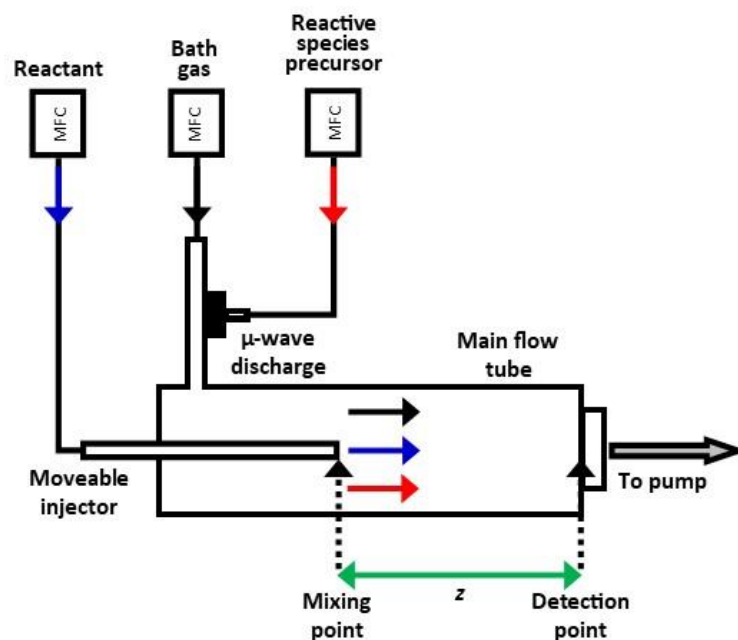 Reactant
Bath
gas
Reactive
species
precursor
MFC
MFC
MFC
μ-wave
discharge
Main flow
tube
Moveable
injector
To pump
z
Mixing
point
Detection
point